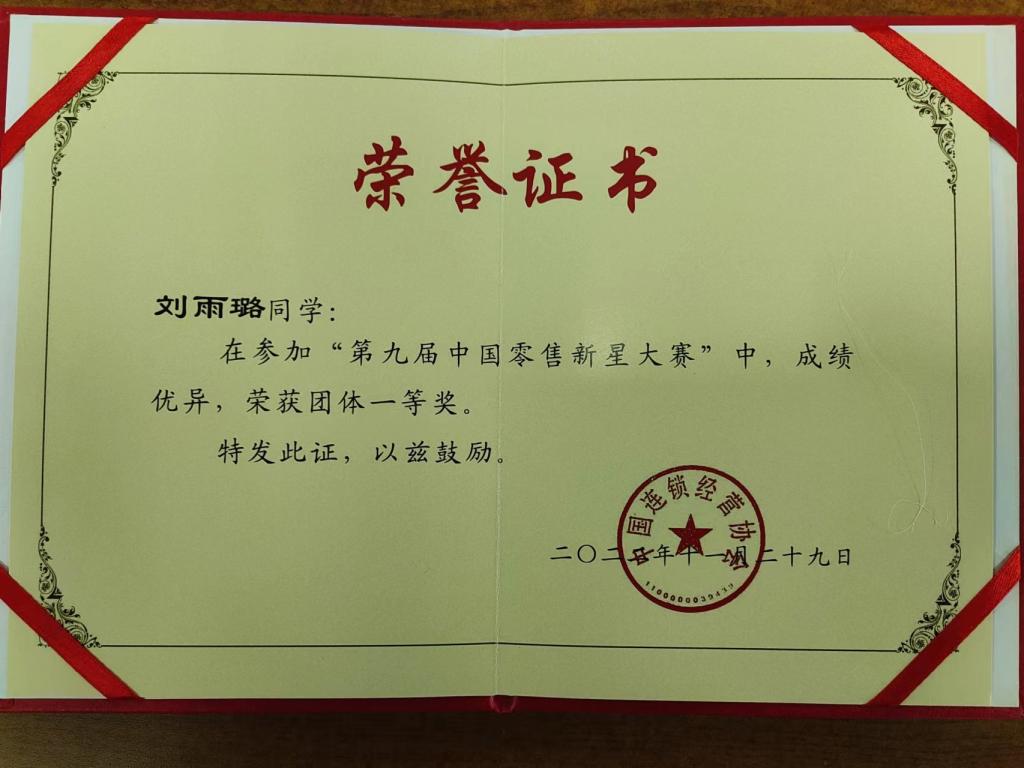 荣誉证书
刘雨璐同学：
在参加“第九届中国零售新星大赛”中，成绩
优异，荣获团体一等奖。
特发此证，以兹鼓励。
中国连锁经营协会
二〇二 年十一月二十九日
1100000039439